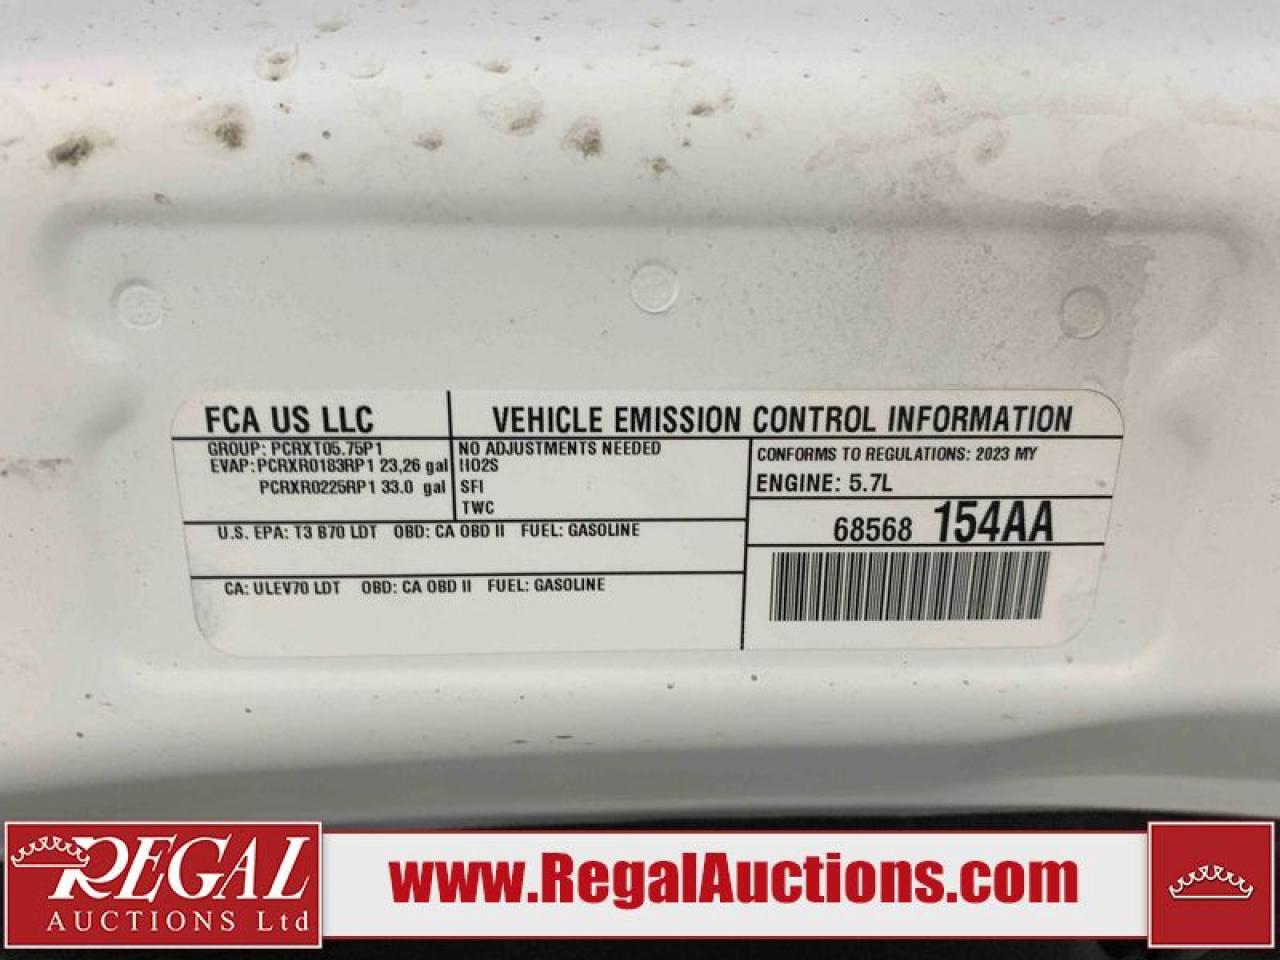 FCA US LLC
VEHICLE EMISSION CONTROL INFORMATION
GROUP: PCRXT05.75P1
EVAP: PCRXR0183RP1 23,26 gal
PCRXR0225RP1 33.0 gal
NO ADJUSTMENTS NEEDED
HO2S
SFI
TWC
CONFORMS TO REGULATIONS: 2023 MY
ENGINE: 5.7L
68568 154AA
U.S. EPA: T3 B70 LDT OBD: CA OBD II FUEL: GASOLINE
CA: ULEV70 LDT OBD: CA OBD II FUEL: GASOLINE
REGAL
AUCTIONS Ltd
www.RegalAuctions.com